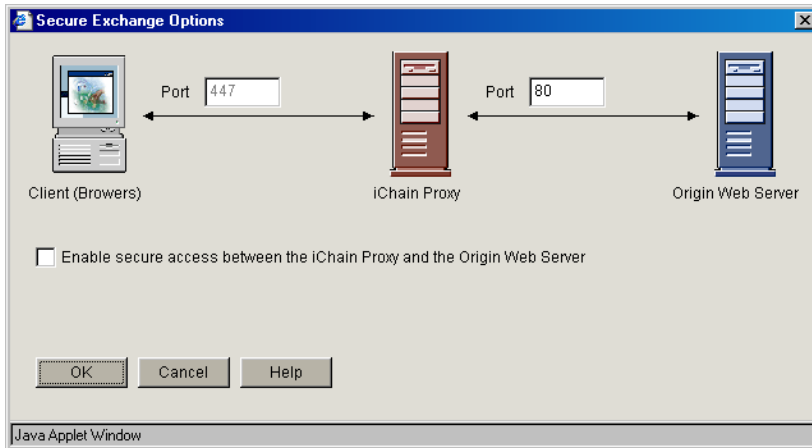 Secure Exchange Options
Port 447
Port 80
Client (Browers)
iChain Proxy
Origin Web Server
Enable secure access between the iChain Proxy and the Origin Web Server
OK
Cancel
Help
Java Applet Window